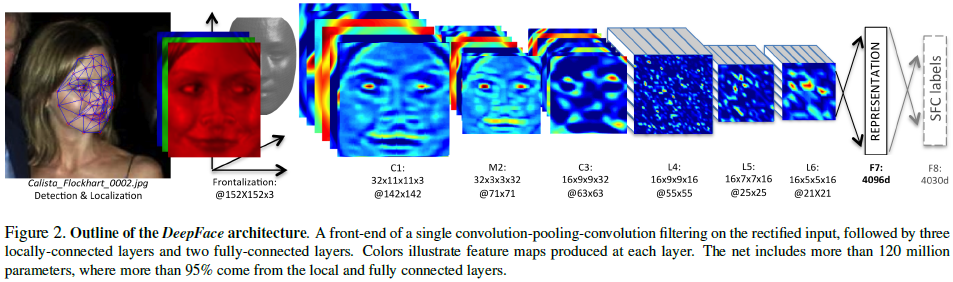 Calista_Flockhart_0002.jpg
Detection & Localization
Frontalization:
@152X152x3
C1:
32x11x11x3
@142x142
M2:
32x3x3x32
@71x71
C3:
16x9x9x32
@63x63
L4:
16x9x9x16
@55x55
L5:
16x7x7x16
@25x25
L6:
16x5x5x16
@21X21
REPRESENTATION
F7:
4096d
SFC labels
F8:
4030d
Figure 2. Outline of the DeepFace architecture. A front-end of a single convolution-pooling-convolution filtering on the rectified input, followed by three
locally-connected layers and two fully-connected layers. Colors illustrate feature maps produced at each layer. The net includes more than 120 million
parameters, where more than 95% come from the local and fully connected layers.